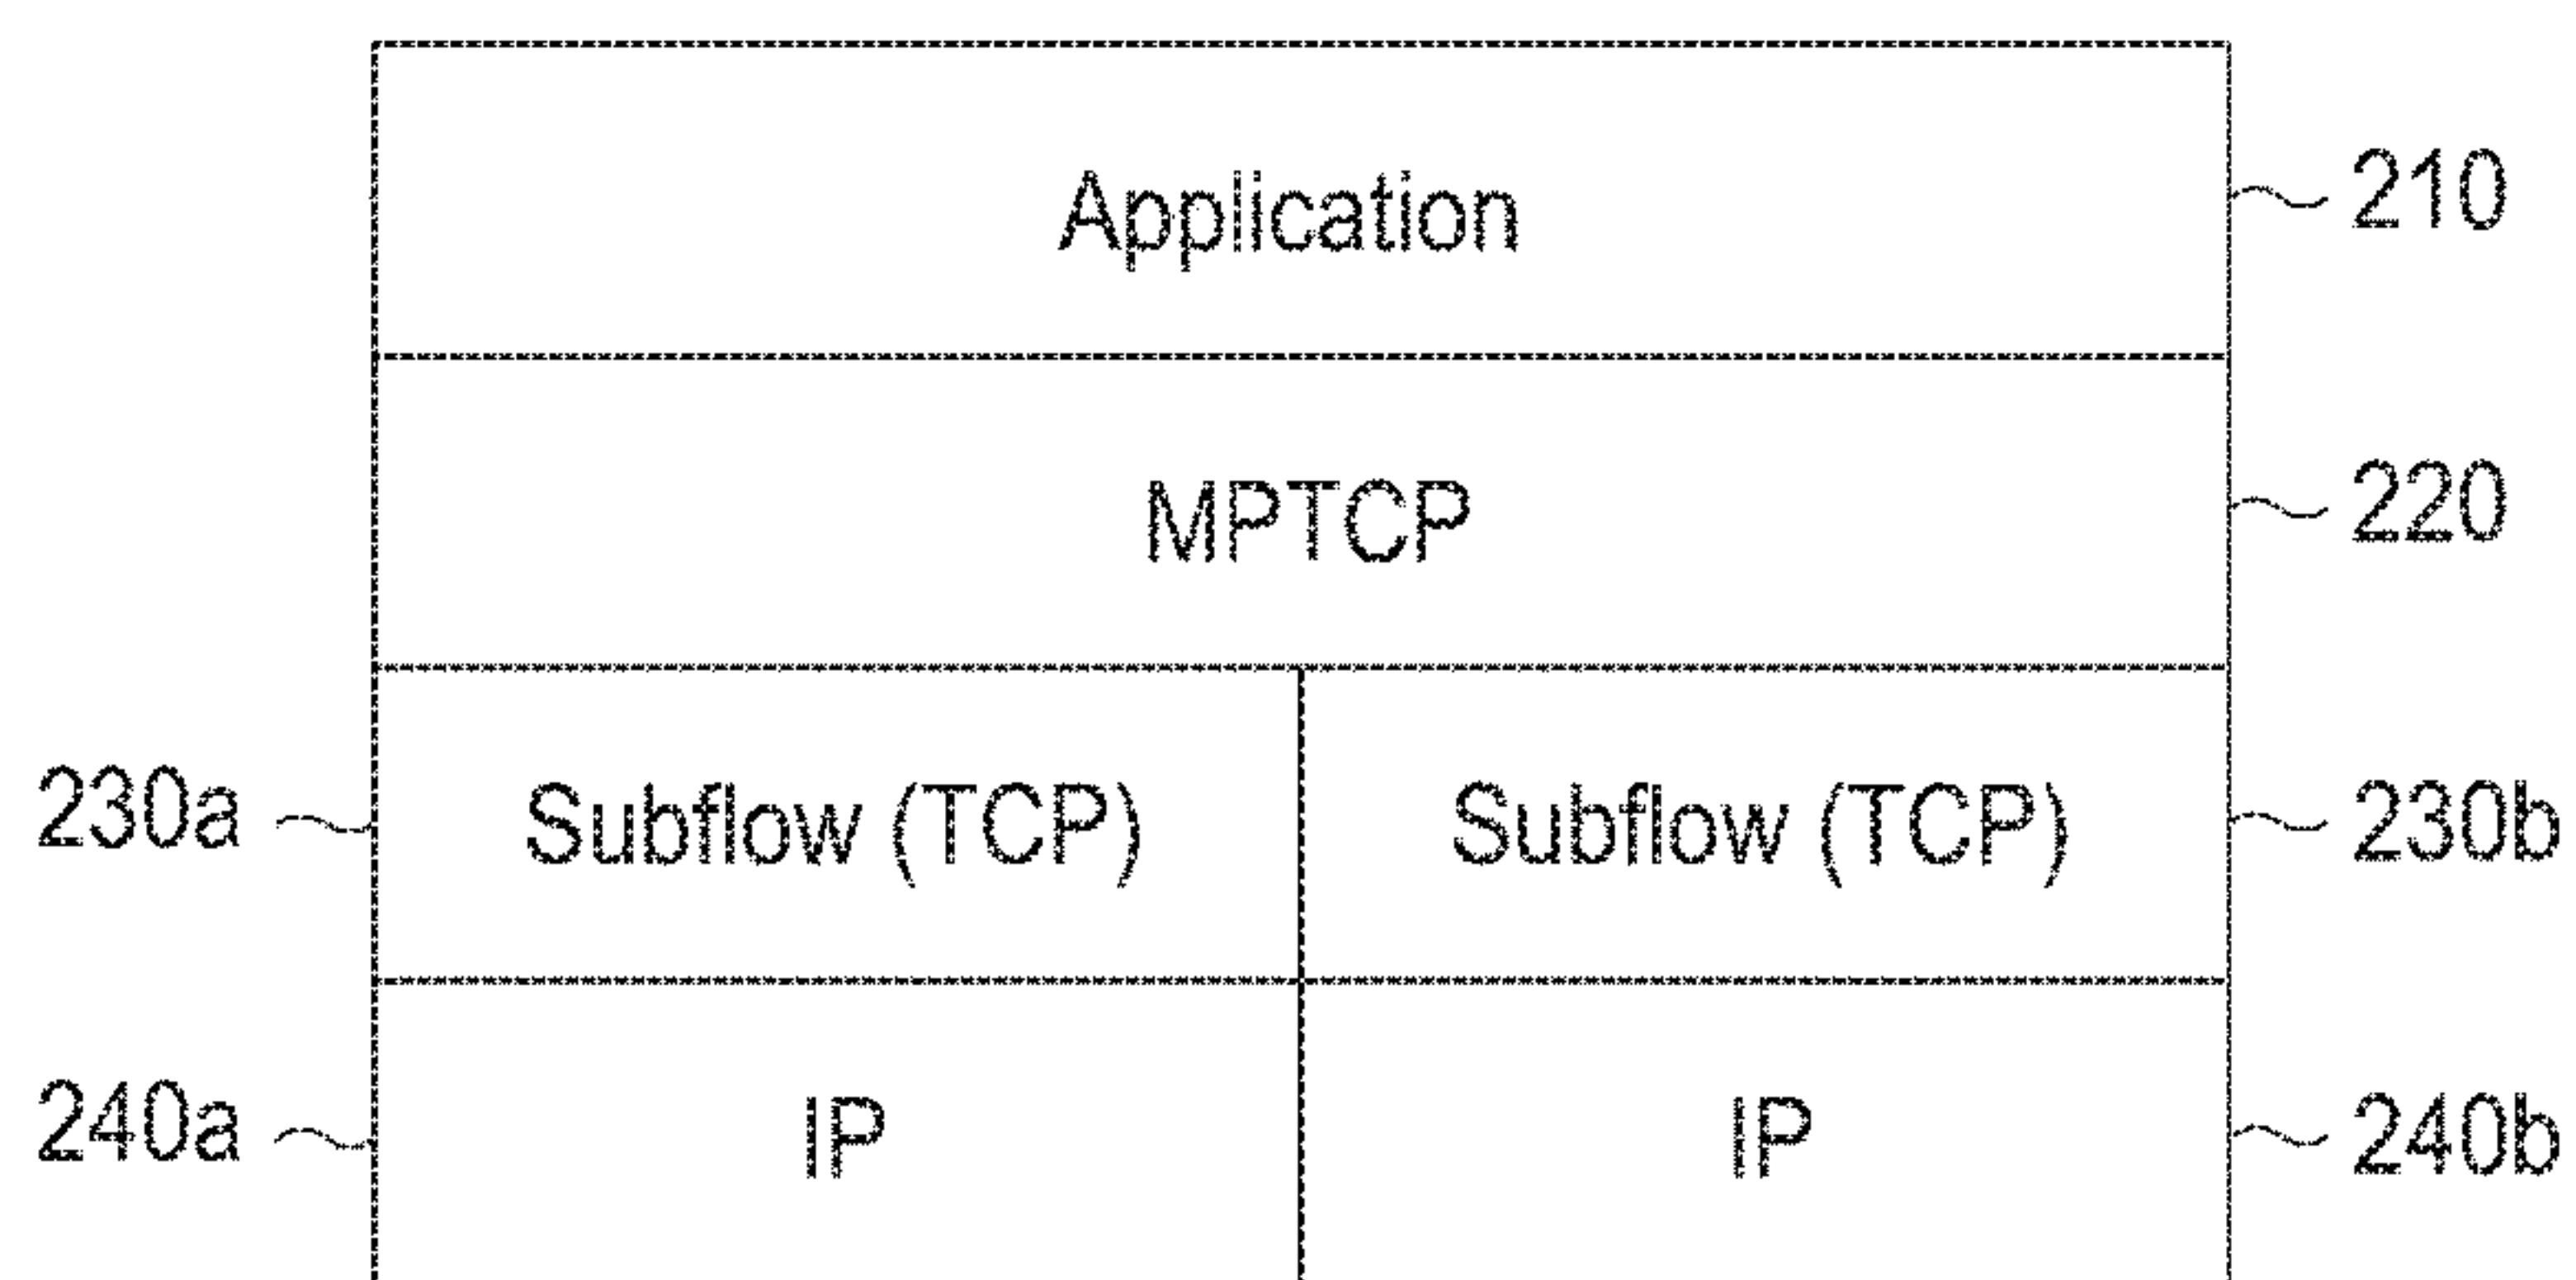 Application 210
MPTCP 220
230a Subflow (TCP) Subflow (TCP) 230b
240a IP IP 240b